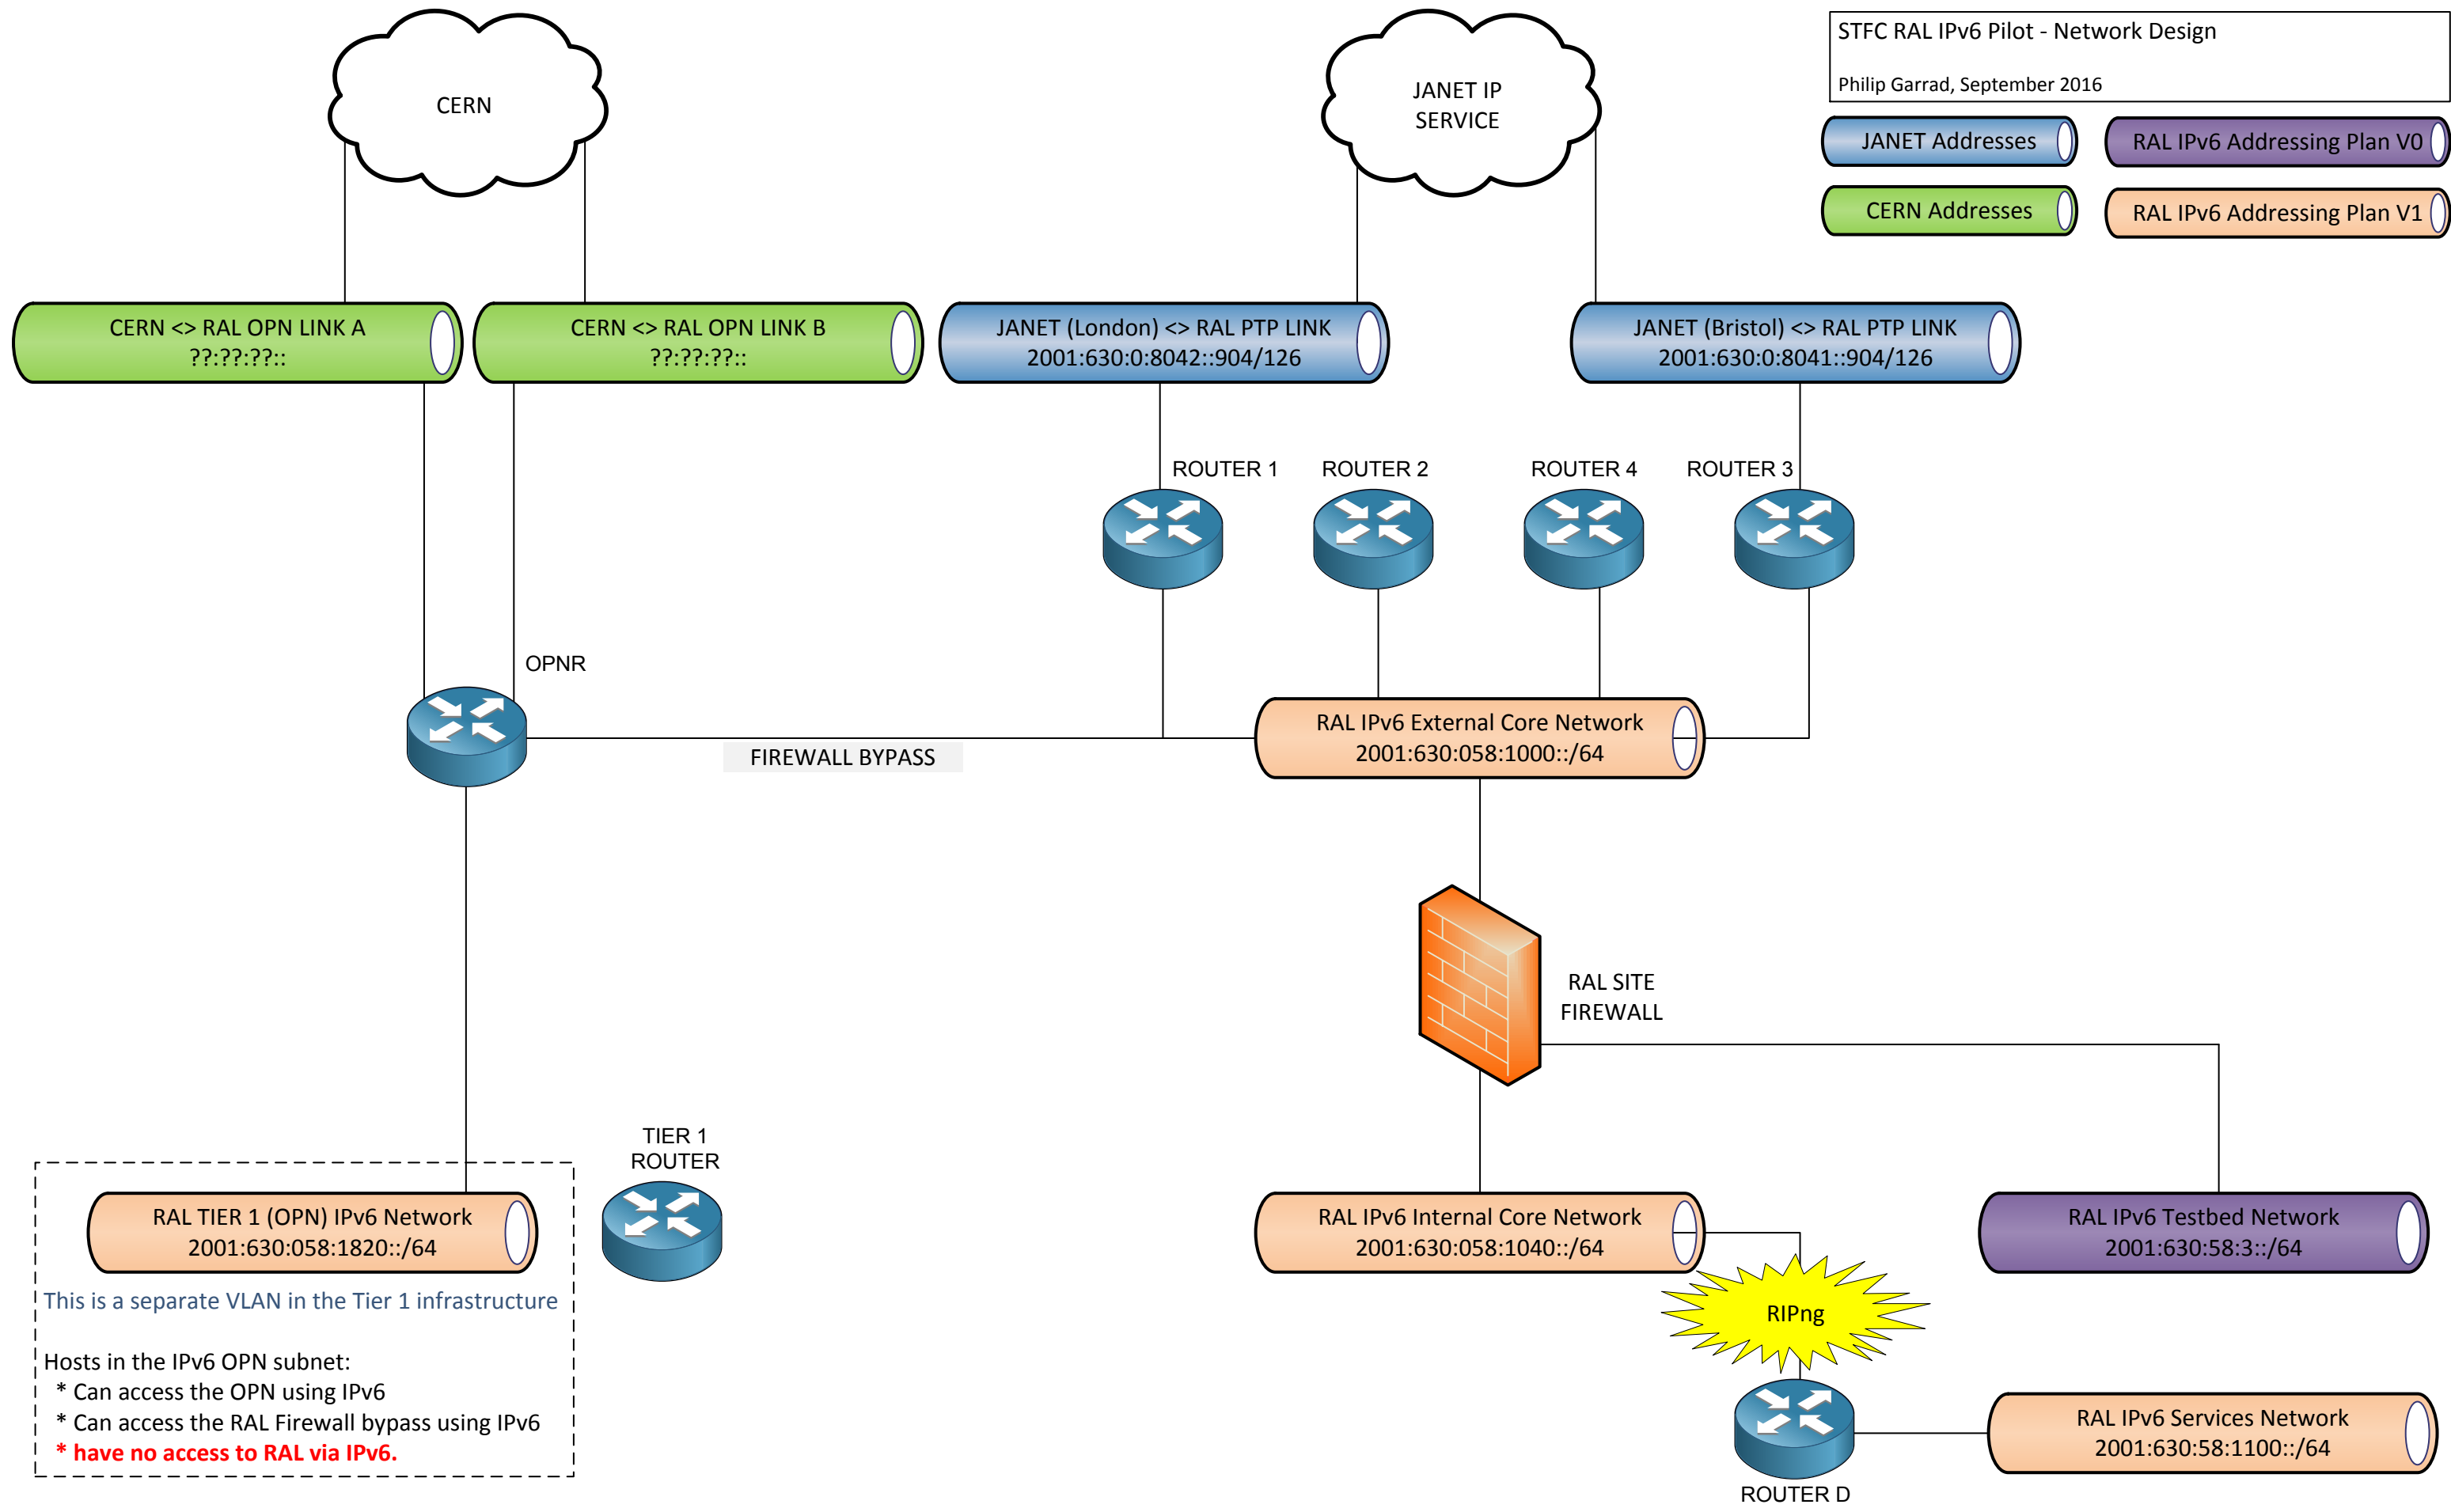 STFC RAL IPv6 Pilot - Network Design
Philip Garrad, September 2016
JANET Addresses
RAL IPv6 Addressing Plan V0
CERN Addresses
RAL IPv6 Addressing Plan V1
CERN
JANET IP
SERVICE
CERN <> RAL OPN LINK A
??:??:??::
CERN <> RAL OPN LINK B
??:??:??::
JANET (London) <> RAL PTP LINK
2001:630:0:8042::904/126
JANET (Bristol) <> RAL PTP LINK
2001:630:0:8041::904/126
ROUTER 1
ROUTER 2
ROUTER 4
ROUTER 3
OPNR
FIREWALL BYPASS
RAL IPv6 External Core Network
2001:630:058:1000::/64
RAL SITE
FIREWALL
TIER 1
ROUTER
RAL TIER 1 (OPN) IPv6 Network
2001:630:058:1820::/64
This is a separate VLAN in the Tier 1 infrastructure
Hosts in the IPv6 OPN subnet:
* Can access the OPN using IPv6
* Can access the RAL Firewall bypass using IPv6
* have no access to RAL via IPv6.
RAL IPv6 Internal Core Network
2001:630:058:1040::/64
RAL IPv6 Testbed Network
2001:630:58:3::/64
RIPng
RAL IPv6 Services Network
2001:630:58:1100::/64
ROUTER D